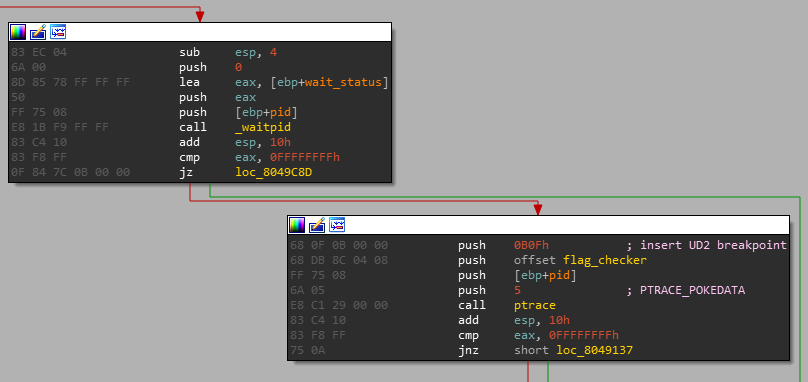 83 EC 04 sub esp, 4
6A 00 push 0
8D 85 78 FF FF FF lea eax, [ebp+wait_status]
50 push eax
FF 75 08 push [ebp+pid]
E8 1B F9 FF FF call _waitpid
83 C4 10 add esp, 10h
83 F8 FF cmp eax, 0FFFFFFFFh
0F 84 7C 0B 00 00 jz loc_8049C8D
68 0F 0B 00 00 push 0B0Fh ; insert UD2 breakpoint
68 DB 8C 04 08 push offset flag_checker
FF 75 08 push [ebp+pid]
6A 05 push 5 ; PTRACE_POKEDATA
E8 C1 29 00 00 call ptrace
83 C4 10 add esp, 10h
83 F8 FF cmp eax, 0FFFFFFFFh
75 0A jnz short loc_8049137